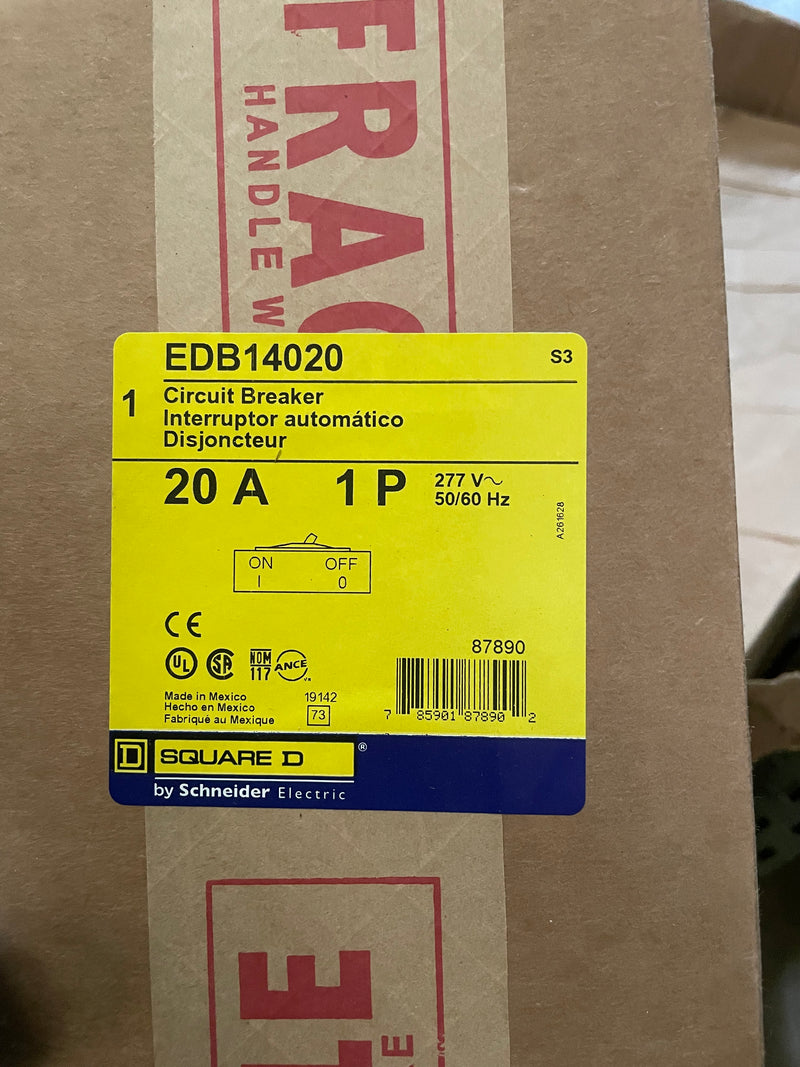 FRAG
HANDLE W
EDB14020
S3
1
Circuit Breaker
Interruptor automático
Disjoncteur
20 A 1 P 277 V~
50/60 Hz
A261628
ON OFF
I 0
CE
UL SA NOM
117 ANCE
87890
Made in Mexico
Hecho en Mexico
Fabriqué au Mexique
19142
73
7 85901 87890 2
D SQUARE D ®
by Schneider Electric
E